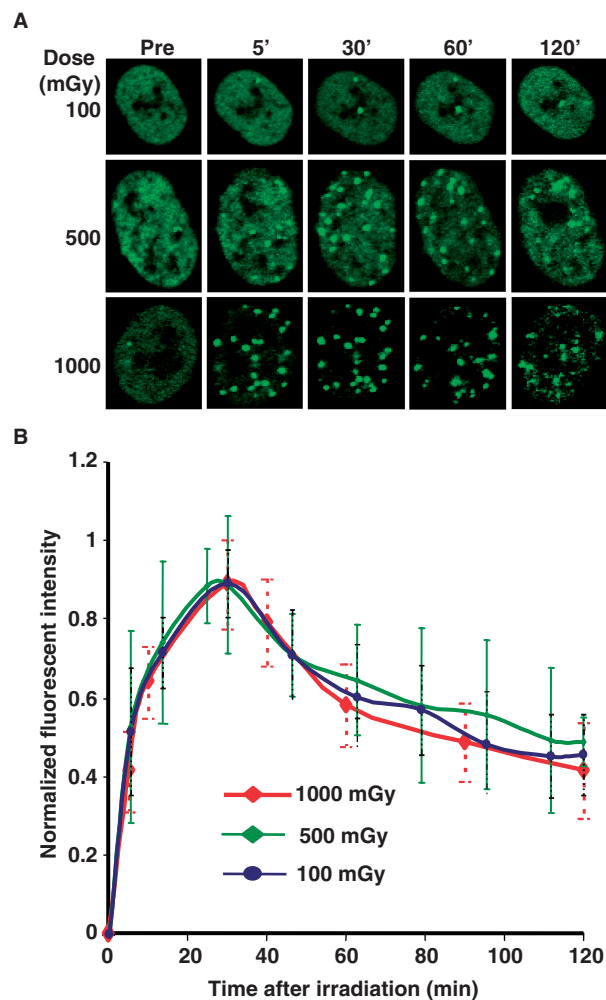 A
Dose
(mGy)
Pre 5' 30' 60' 120'
100
500
1000
B
Normalized fluorescent intensity
1.2
1
0.8
0.6
0.4
0.2
0
1000 mGy
500 mGy
100 mGy
0 20 40 60 80 100 120
Time after irradiation (min)